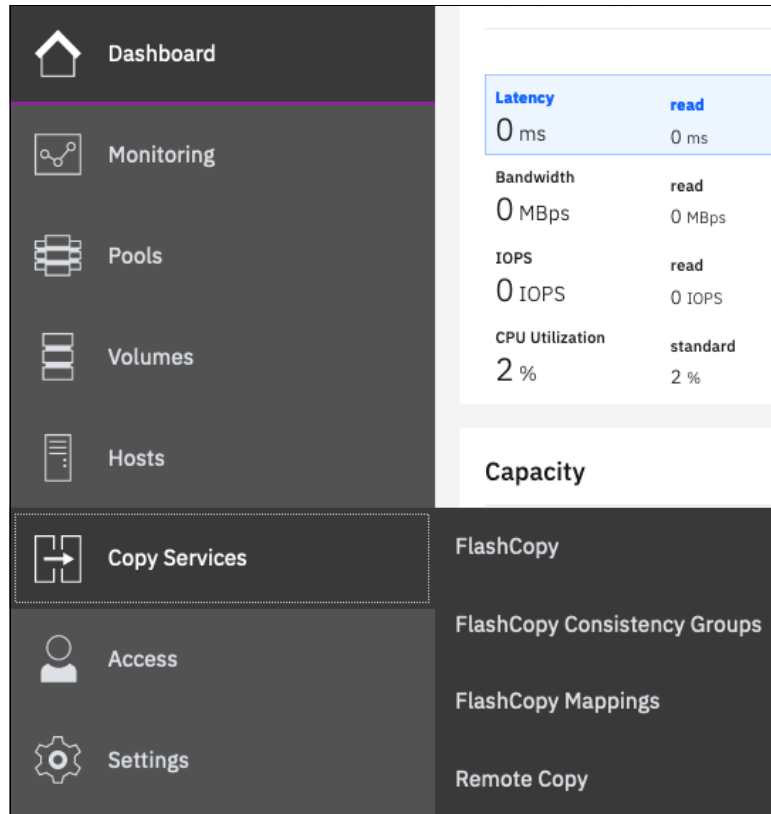 Dashboard
Monitoring
Pools
Volumes
Hosts
Copy Services
Access
Settings
Latency read
0 ms 0 ms
Bandwidth read
0 MBps 0 MBps
IOPS read
0 IOPS 0 IOPS
CPU Utilization standard
2 % 2 %
Capacity
FlashCopy
FlashCopy Consistency Groups
FlashCopy Mappings
Remote Copy